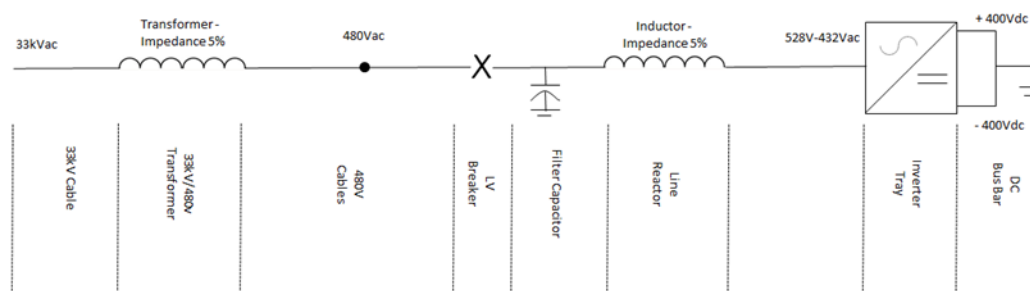 33kVac
Transformer -
Impedance 5%
480Vac
Inductor -
Impedance 5%
528V-432Vac
+ 400Vdc
- 400Vdc
33kV Cable
33kV/480v
Transformer
480V
Cables
LV
Breaker
Filter Capacitor
Line
Reactor
Inverter
Tray
DC
Bus Bar